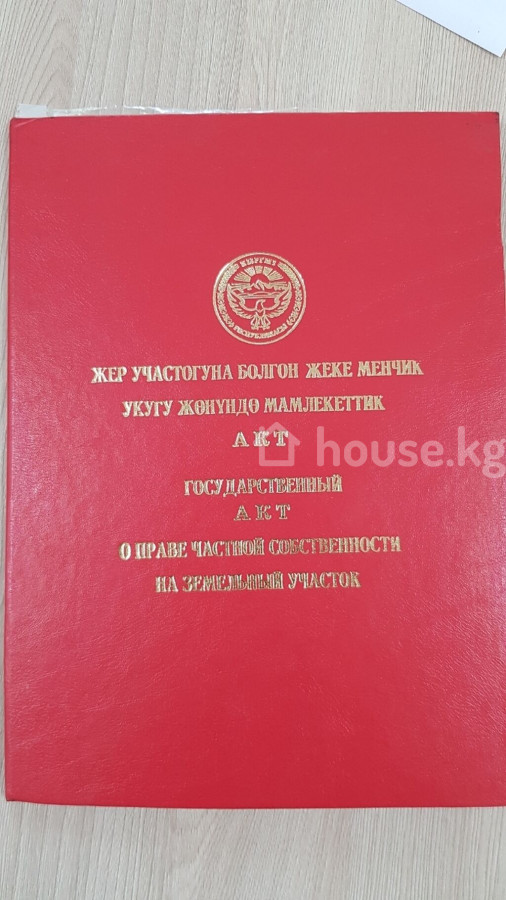 ЖЕР УЧАСТОГУНА БОЛГОН ЖЕКЕ МЕНЧИК
УКУГУ ЖӨНҮНДӨ МАМЛЕКЕТТИК
АКТ
house.kg
ГОСУДАРСТВЕННЫЙ
АКТ
О ПРАВЕ ЧАСТНОЙ СОБСТВЕННОСТИ
НА ЗЕМЕЛЬНЫЙ УЧАСТОК